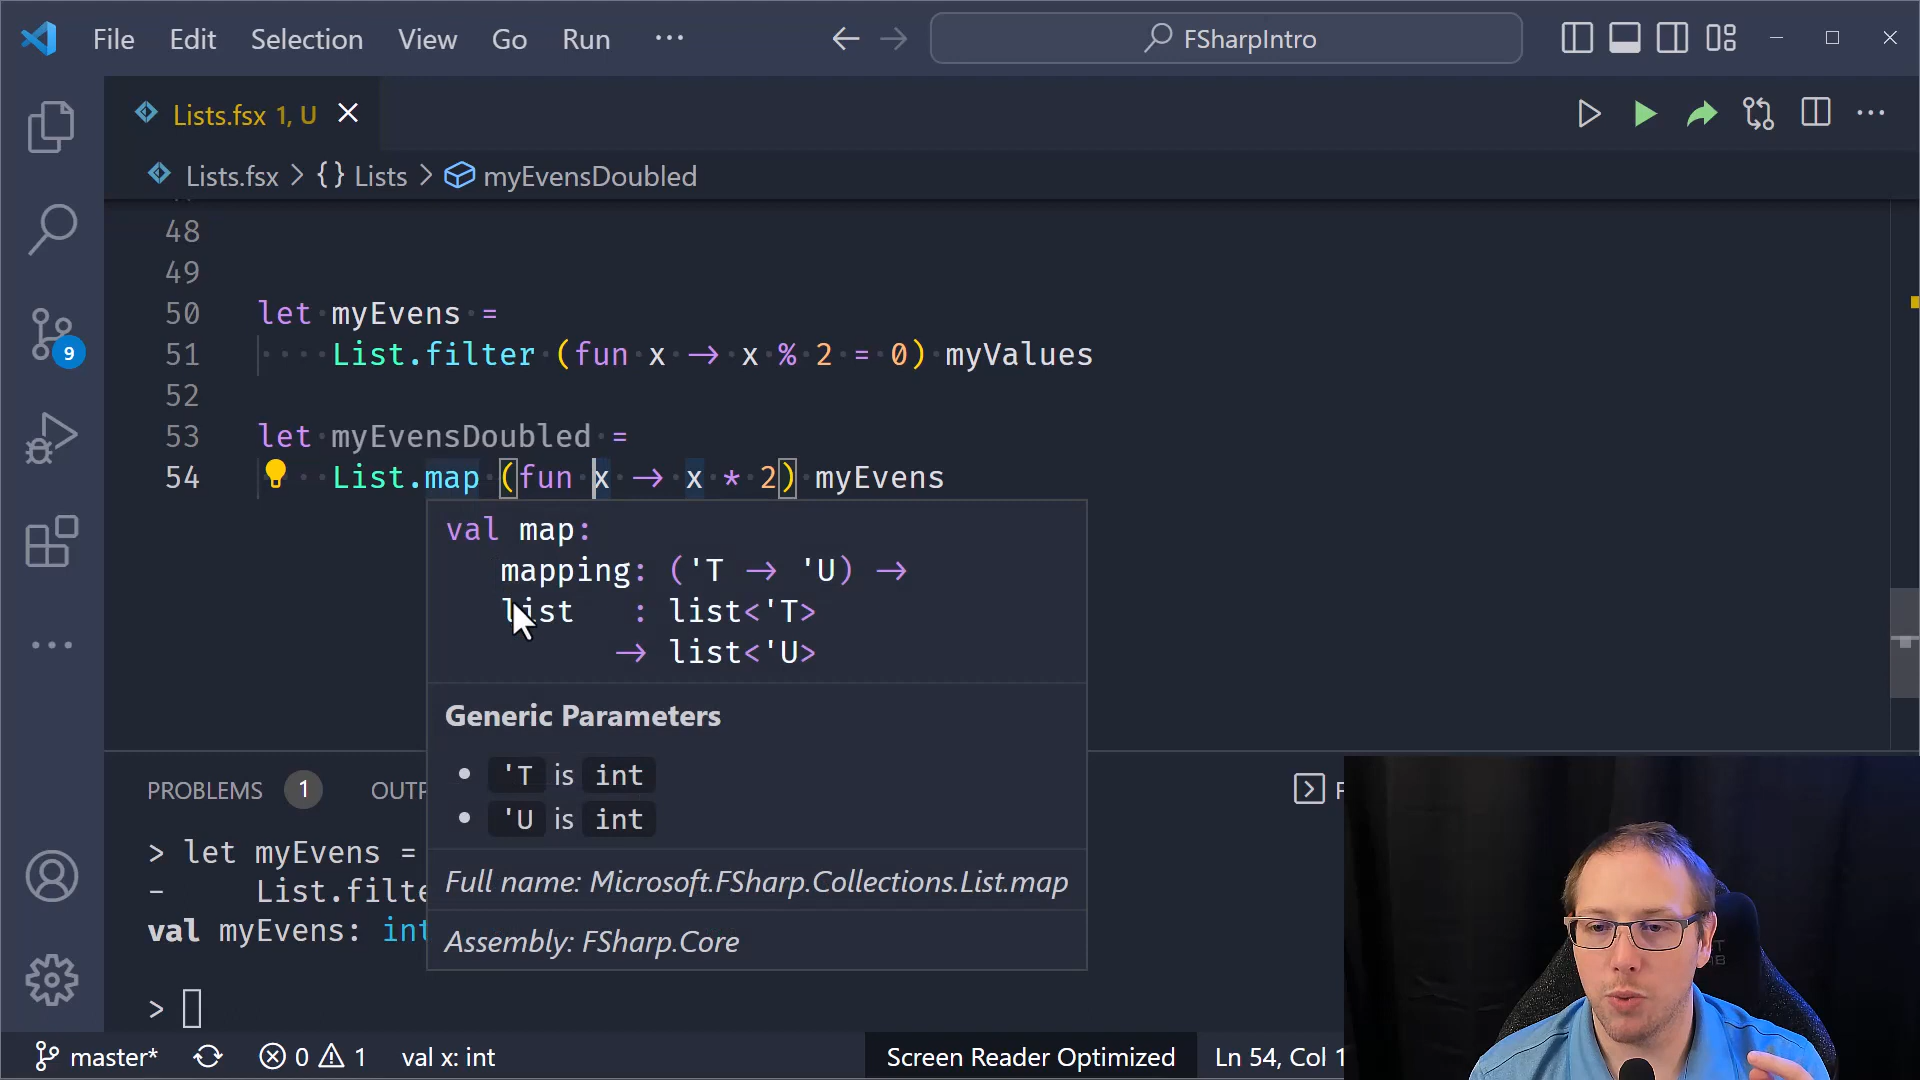 File Edit Selection View Go Run ··· FSharpIntro
Lists.fsx 1, U
Lists.fsx > {} Lists > myEvensDoubled
48
49
50 let myEvens =
51 List.filter (fun x -> x % 2 = 0) myValues
52
53 let myEvensDoubled =
54 List.map (fun x -> x * 2) myEvens
val map:
mapping: ('T -> 'U) ->
list : list<'T>
-> list<'U>
Generic Parameters
• 'T is int
• 'U is int
Full name: Microsoft.FSharp.Collections.List.map
Assembly: FSharp.Core
9
PROBLEMS 1 OUTP
> let myEvens =
- List.filte
val myEvens: int
>
master* 0 1 val x: int Screen Reader Optimized Ln 54, Col 1